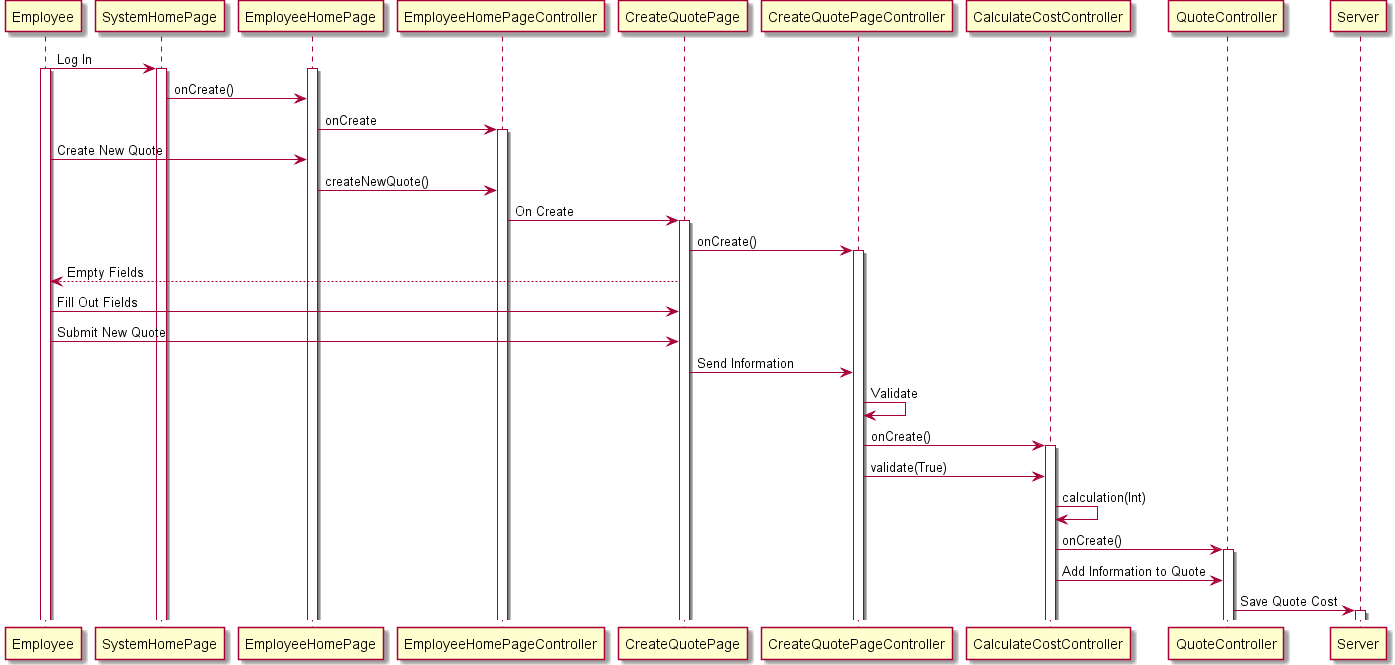 Employee SystemHomePage EmployeeHomePage EmployeeHomePageController CreateQuotePage CreateQuotePageController CalculateCostController QuoteController Server
Log In
onCreate()
onCreate
Create New Quote
createNewQuote()
On Create
onCreate()
Empty Fields
Fill Out Fields
Submit New Quote
Send Information
Validate
onCreate()
validate(True)
calculation(Int)
onCreate()
Add Information to Quote
Save Quote Cost
Employee SystemHomePage EmployeeHomePage EmployeeHomePageController CreateQuotePage CreateQuotePageController CalculateCostController QuoteController Server